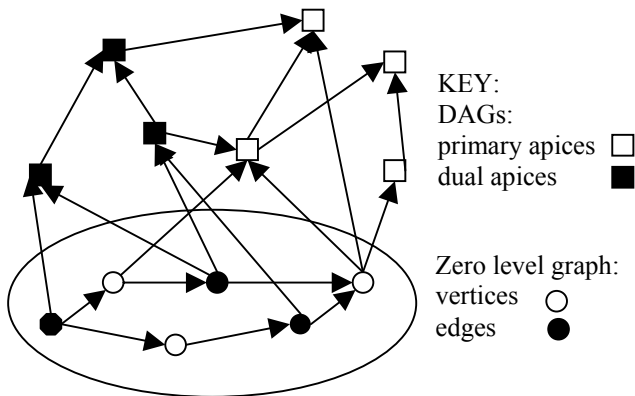 KEY:
DAGs:
primary apices
dual apices
Zero level graph:
vertices
edges